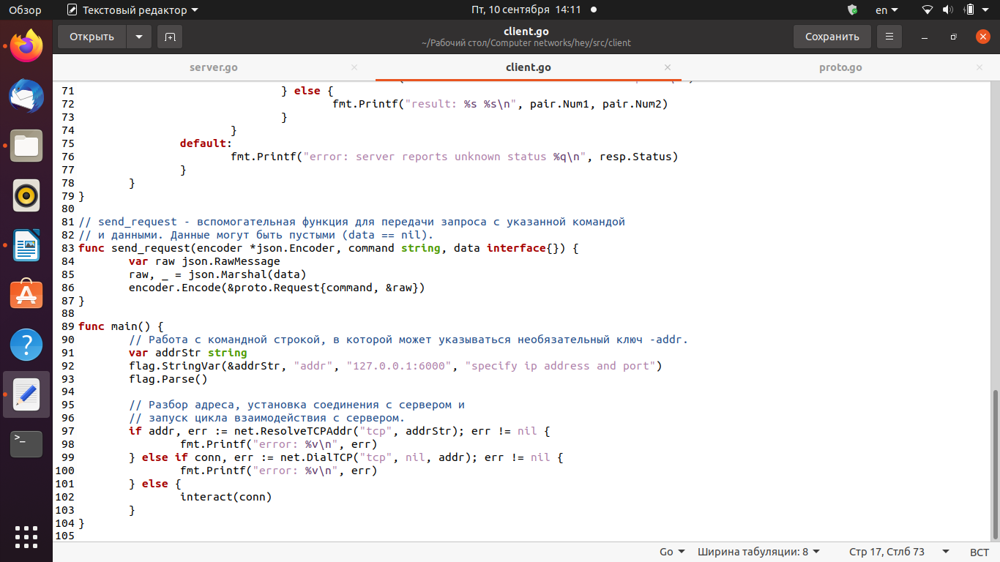 Обзор
Текстовый редактор
Пт, 10 сентября 14:11
en
Открыть
client.go
~/Рабочий стол/Computer networks/hey/src/client
Сохранить
server.go
client.go
proto.go
71 } else {
72 fmt.Printf("result: %s %s\n", pair.Num1, pair.Num2)
73 }
74 }
75 default:
76 fmt.Printf("error: server reports unknown status %q\n", resp.Status)
77 }
78 }
79 }
80
81 // send_request - вспомогательная функция для передачи запроса с указанной командой
82 // и данными. Данные могут быть пустыми (data == nil).
83 func send_request(encoder *json.Encoder, command string, data interface{}) {
84 var raw json.RawMessage
85 raw, _ = json.Marshal(data)
86 encoder.Encode(&proto.Request{command, &raw})
87 }
88
89 func main() {
90 // Работа с командной строкой, в которой может указываться необязательный ключ -addr.
91 var addrStr string
92 flag.StringVar(&addrStr, "addr", "127.0.0.1:6000", "specify ip address and port")
93 flag.Parse()
94
95 // Разбор адреса, установка соединения с сервером и
96 // запуск цикла взаимодействия с сервером.
97 if addr, err := net.ResolveTCPAddr("tcp", addrStr); err != nil {
98 fmt.Printf("error: %v\n", err)
99 } else if conn, err := net.DialTCP("tcp", nil, addr); err != nil {
100 fmt.Printf("error: %v\n", err)
101 } else {
102 interact(conn)
103 }
104 }
105
Go
Ширина табуляции: 8
Стр 17, Стлб 73
ВСТ